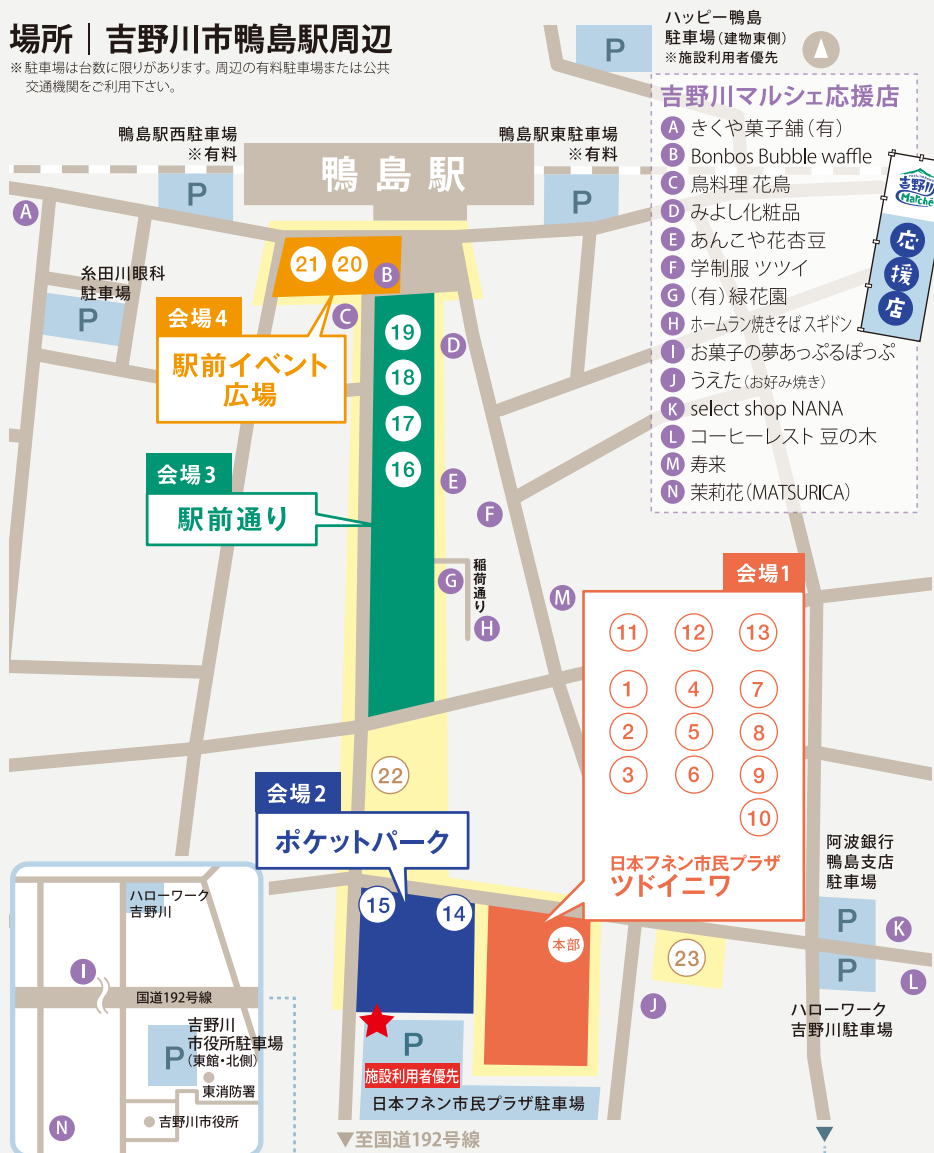 場所｜吉野川市鴨島駅周辺
※駐車場は台数に限りがあります。周辺の有料駐車場または公共
交通機関をご利用下さい。
ハッピー鴨島
駐車場(建物東側)
※施設利用者優先
P
吉野川マルシェ応援店
A きくや菓子舗(有)
B Bonbos Bubble waffle
C 鳥料理 花鳥
D みよし化粧品
E あんこや花杏豆
F 学制服 ツツイ
G (有)緑花園
H ホームラン焼きそば スギドン
I お菓子の夢あっぷるぽっぷ
J うえた(お好み焼き)
K select shop NANA
L コーヒーレスト 豆の木
M 寿来
N 茉莉花(MATSURICA)
吉野川
Marché
応
援
店
鴨島駅西駐車場
※有料
P
鴨島駅
鴨島駅東駐車場
※有料
P
A
糸田川眼科
駐車場
P
21 20 B
会場4
駅前イベント
広場
C
19
18
17
16
D
E
F
会場3
駅前通り
稲荷通り
G
H
M
会場1
11 12 13
1 4 7
2 5 8
3 6 9
10
日本フネン市民プラザ
ツドイニワ
22
会場2
ポケットパーク
15
14
本部
23
J
阿波銀行
鴨島支店
駐車場
P
K
P
L
ハローワーク
吉野川駐車場
P
施設利用者優先
日本フネン市民プラザ駐車場
▼至国道192号線
ハローワーク
吉野川
I
国道192号線
吉野川
市役所駐車場
(東館・北側)
P
東消防署
吉野川市役所
N